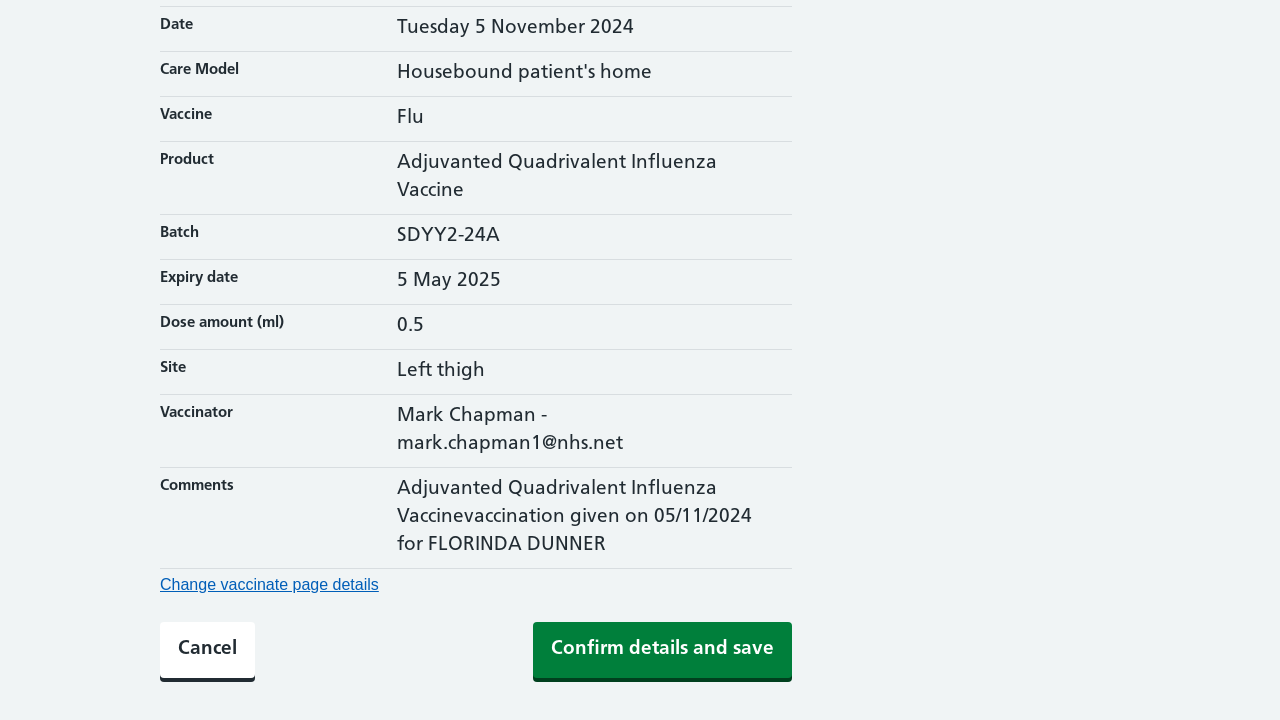 Date Tuesday 5 November 2024
Care Model Housebound patient's home
Vaccine Flu
Product Adjuvanted Quadrivalent Influenza
Vaccine
Batch SDYY2-24A
Expiry date 5 May 2025
Dose amount (ml) 0.5
Site Left thigh
Vaccinator Mark Chapman -
mark.chapman1@nhs.net
Comments Adjuvanted Quadrivalent Influenza
Vaccinevaccination given on 05/11/2024
for FLORINDA DUNNER
Change vaccinate page details
Cancel Confirm details and save